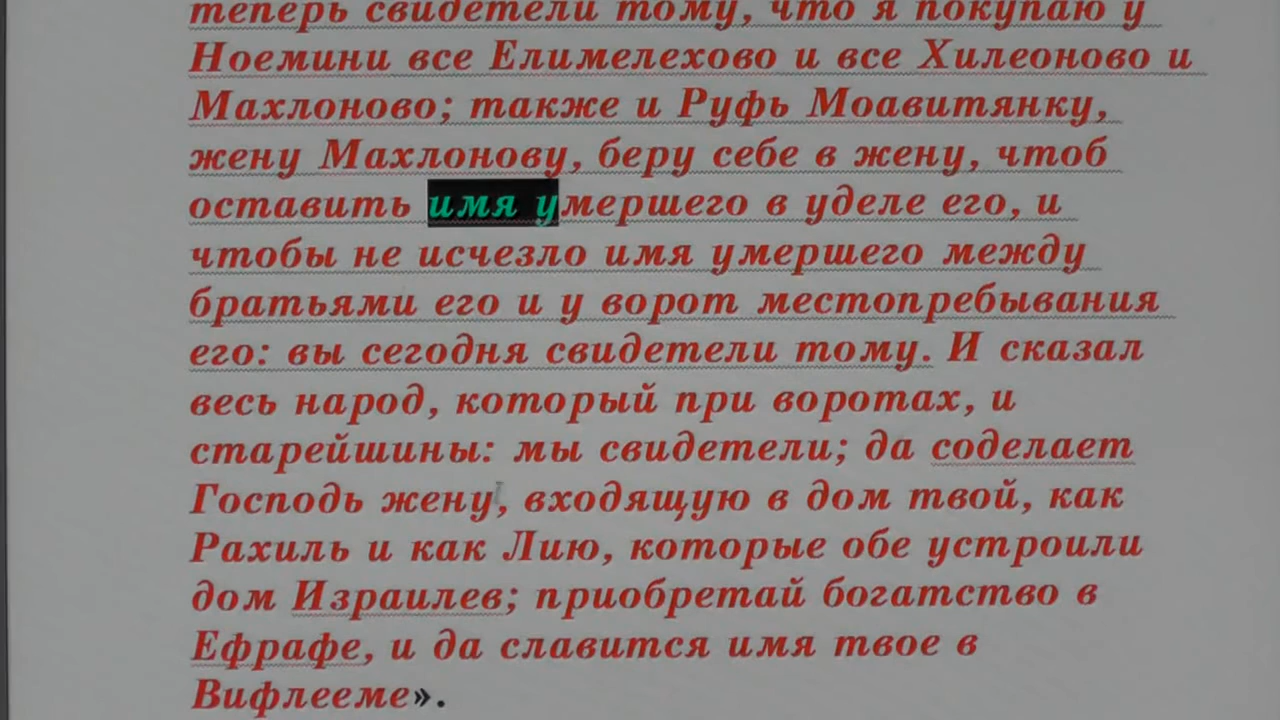 теперь свидетели тому, что я покупаю у
Ноемини все Елимелехово и все Хилеоново и
Махлоново; также и Руфь Моавитянку,
жену Махлонову, беру себе в жену, чтоб
оставить имя умершего в уделе его, и
чтобы не исчезло имя умершего между
братьями его и у ворот местопребывания
его: вы сегодня свидетели тому. И сказал
весь народ, который при воротах, и
старейшины: мы свидетели; да соделает
Господь жену, входящую в дом твой, как
Рахиль и как Лию, которые обе устроили
дом Израилев; приобретай богатство в
Ефрафе, и да славится имя твое в
Вифлееме».